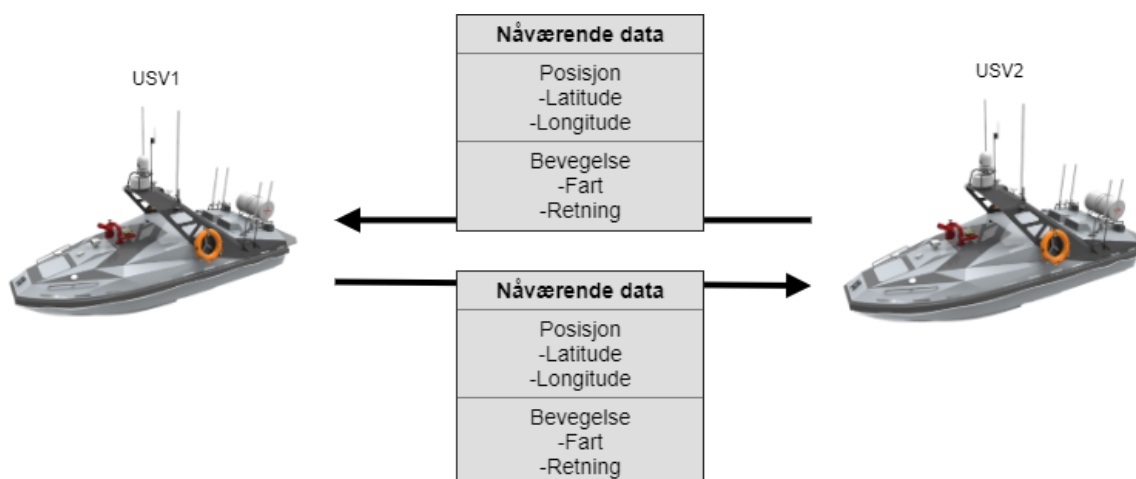 USV1
Nåværende data
Posisjon
-Latitude
-Longitude
Bevegelse
-Fart
-Retning
USV2
Nåværende data
Posisjon
-Latitude
-Longitude
Bevegelse
-Fart
-Retning